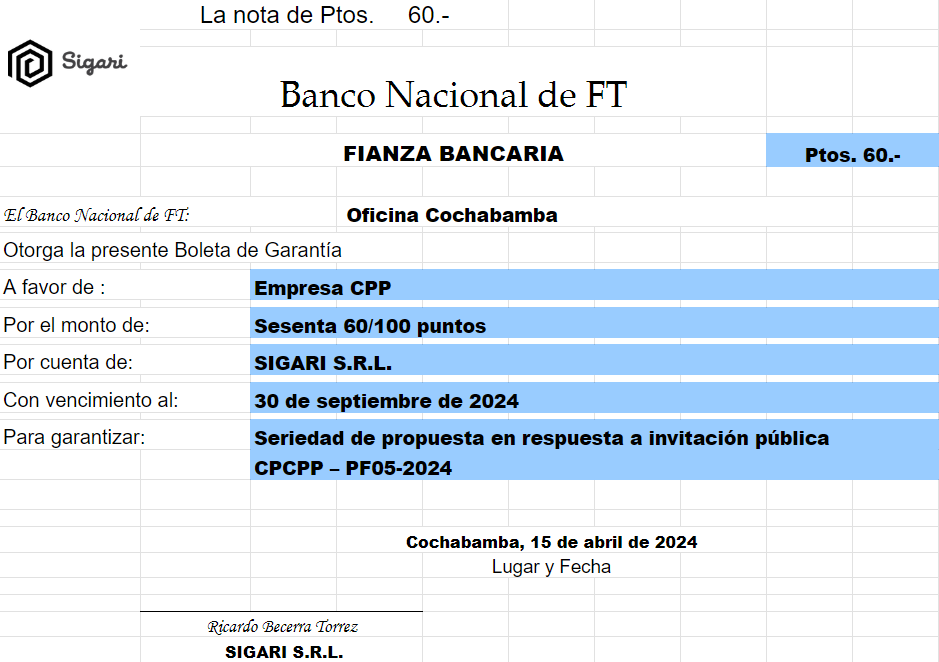 La nota de Ptos. 60.-
Sigari
Banco Nacional de FT
FIANZA BANCARIA Ptos. 60.-
El Banco Nacional de FT: Oficina Cochabamba
Otorga la presente Boleta de Garantía
A favor de : Empresa CPP
Por el monto de: Sesenta 60/100 puntos
Por cuenta de: SIGARI S.R.L.
Con vencimiento al: 30 de septiembre de 2024
Para garantizar: Seriedad de propuesta en respuesta a invitación pública
CPCPP – PF05-2024
Cochabamba, 15 de abril de 2024
Lugar y Fecha
Ricardo Becerra Torrez
SIGARI S.R.L.